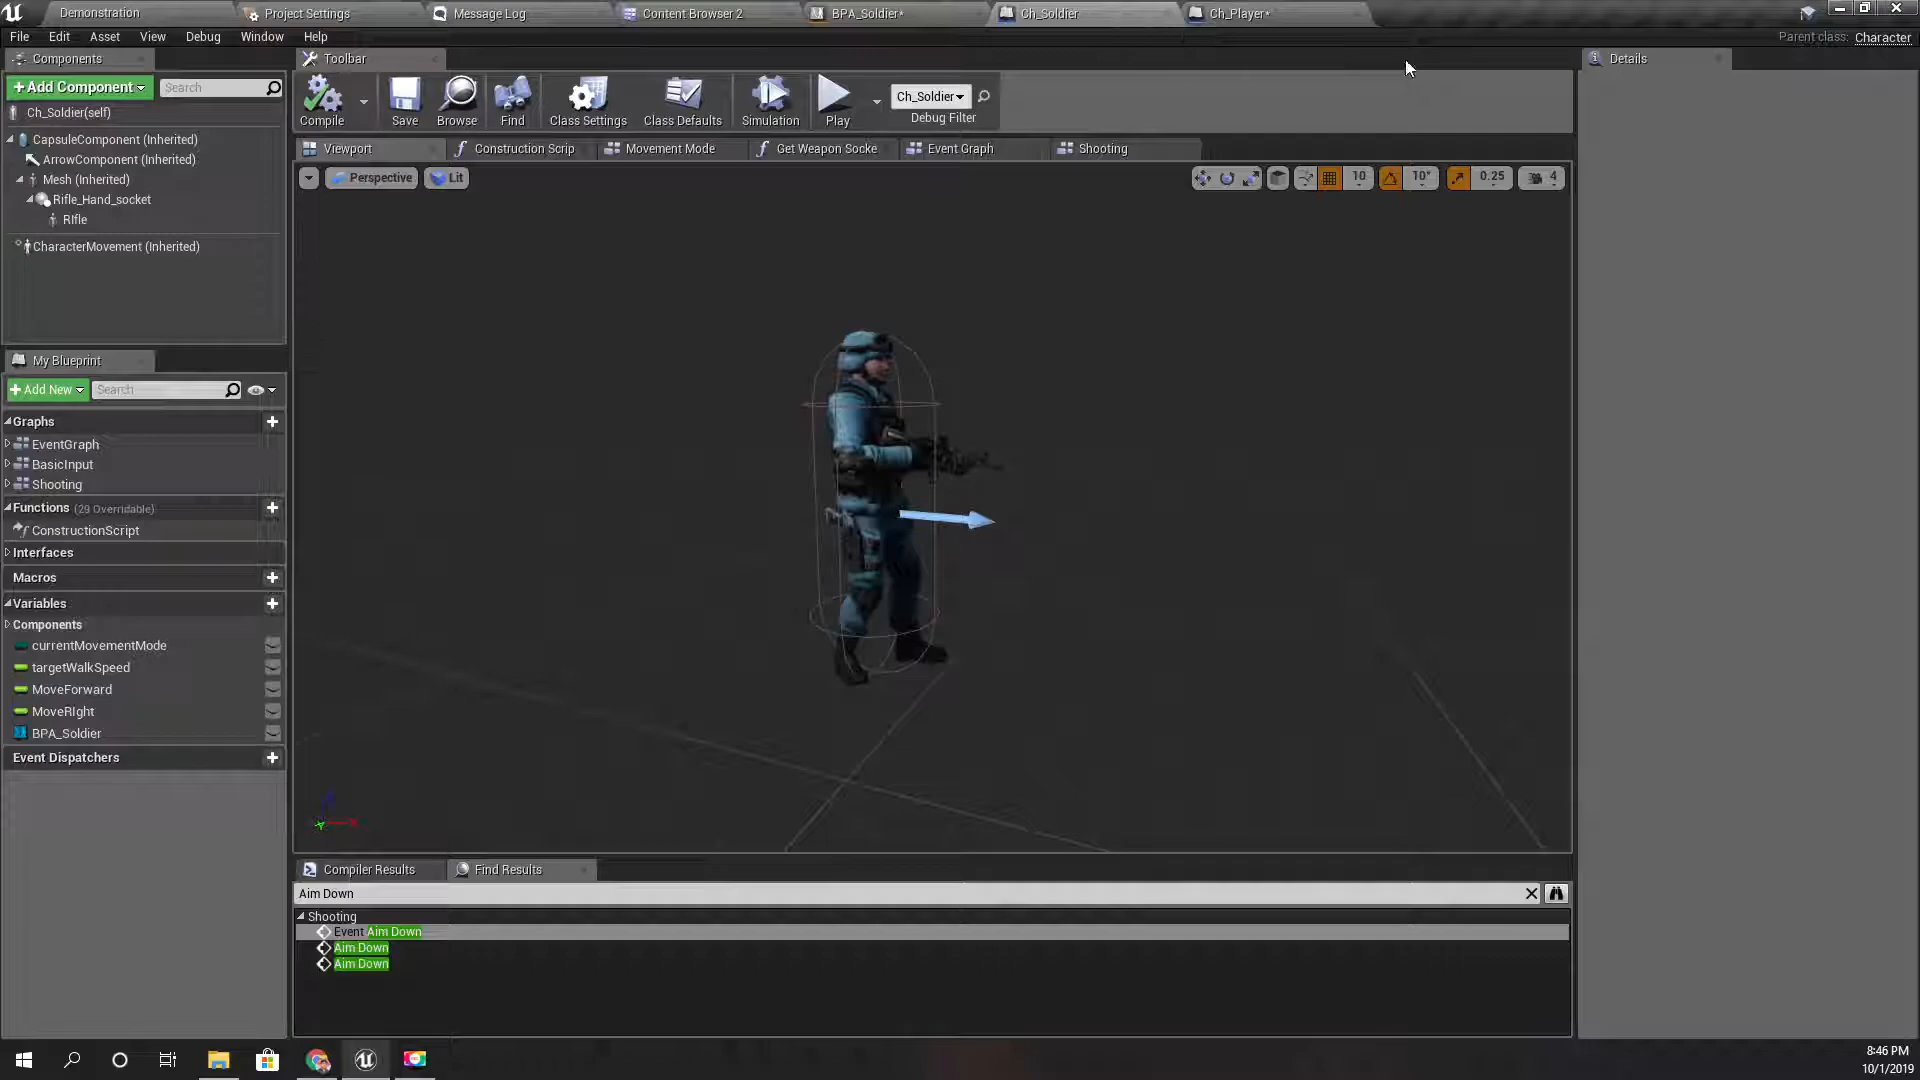 Demonstration
Project Settings
Message Log
Content Browser 2
BPA_Soldier*
Ch_Soldier
Ch_Player*
File Edit Asset View Debug Window Help
Parent class: Character
Components
Toolbar
Details
+Add Component
Search
Ch_Soldier(self)
CapsuleComponent (Inherited)
ArrowComponent (Inherited)
Mesh (Inherited)
Rifle_Hand_socket
RIfle
CharacterMovement (Inherited)
Compile
Save
Browse
Find
Class Settings
Class Defaults
Simulation
Play
Ch_Soldier
Debug Filter
Viewport
Construction Scrip
Movement Mode
Get Weapon Socke
Event Graph
Shooting
Perspective
Lit
10
10°
0.25
4
My Blueprint
+Add New
Search
Graphs
EventGraph
BasicInput
Shooting
Functions (29 Overridable)
ConstructionScript
Interfaces
Macros
Variables
Components
currentMovementMode
targetWalkSpeed
MoveForward
MoveRIght
BPA_Soldier
Event Dispatchers
Compiler Results
Find Results
Aim Down
Shooting
Event Aim Down
Aim Down
Aim Down
8:46 PM
10/1/2019